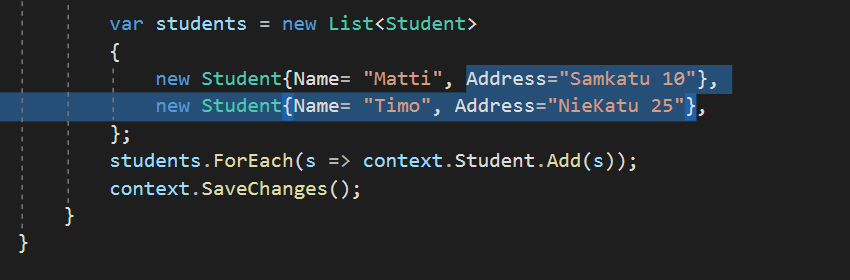 var students = new List<Student>
{
new Student{Name= "Matti", Address="Samkatu 10"},
new Student{Name= "Timo", Address="NieKatu 25"},
};
students.ForEach(s => context.Student.Add(s));
context.SaveChanges();
}
}